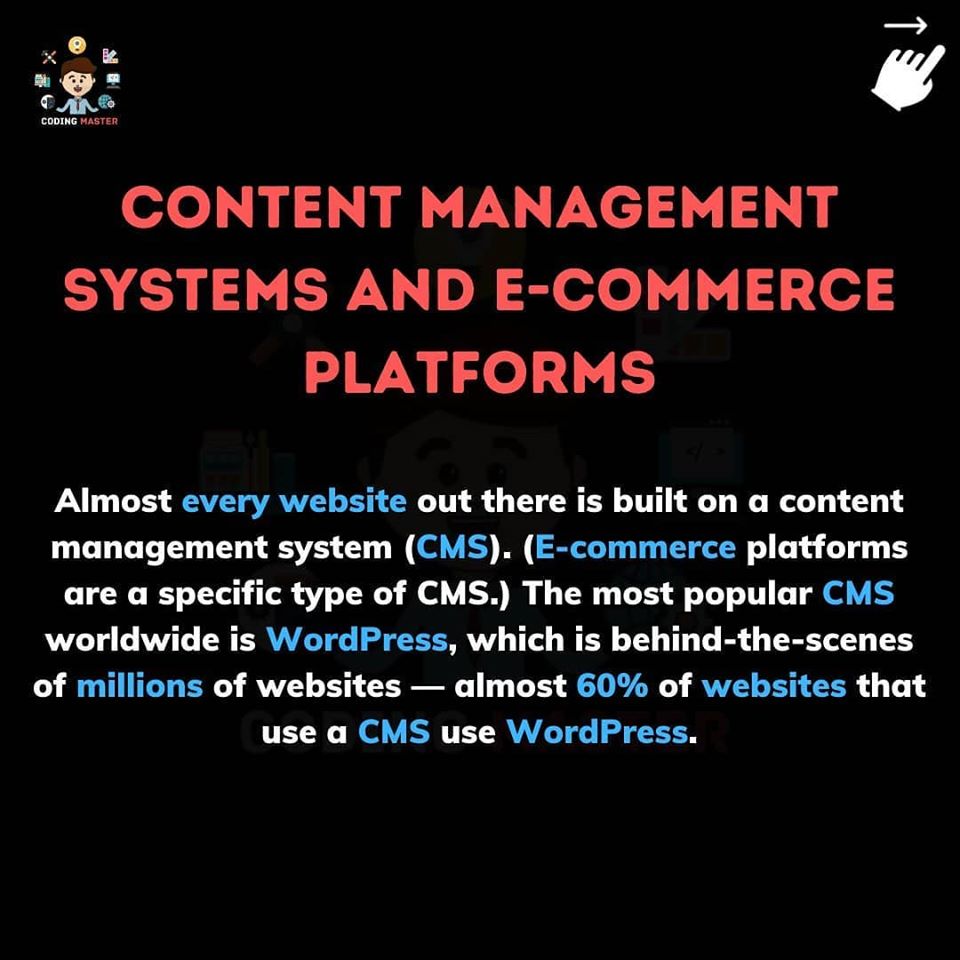 CODING MASTER
CONTENT MANAGEMENT
SYSTEMS AND E-COMMERCE
PLATFORMS
Almost every website out there is built on a content
management system (CMS). (E-commerce platforms
are a specific type of CMS.) The most popular CMS
worldwide is WordPress, which is behind-the-scenes
of millions of websites — almost 60% of websites that
use a CMS use WordPress.
CODING MASTER